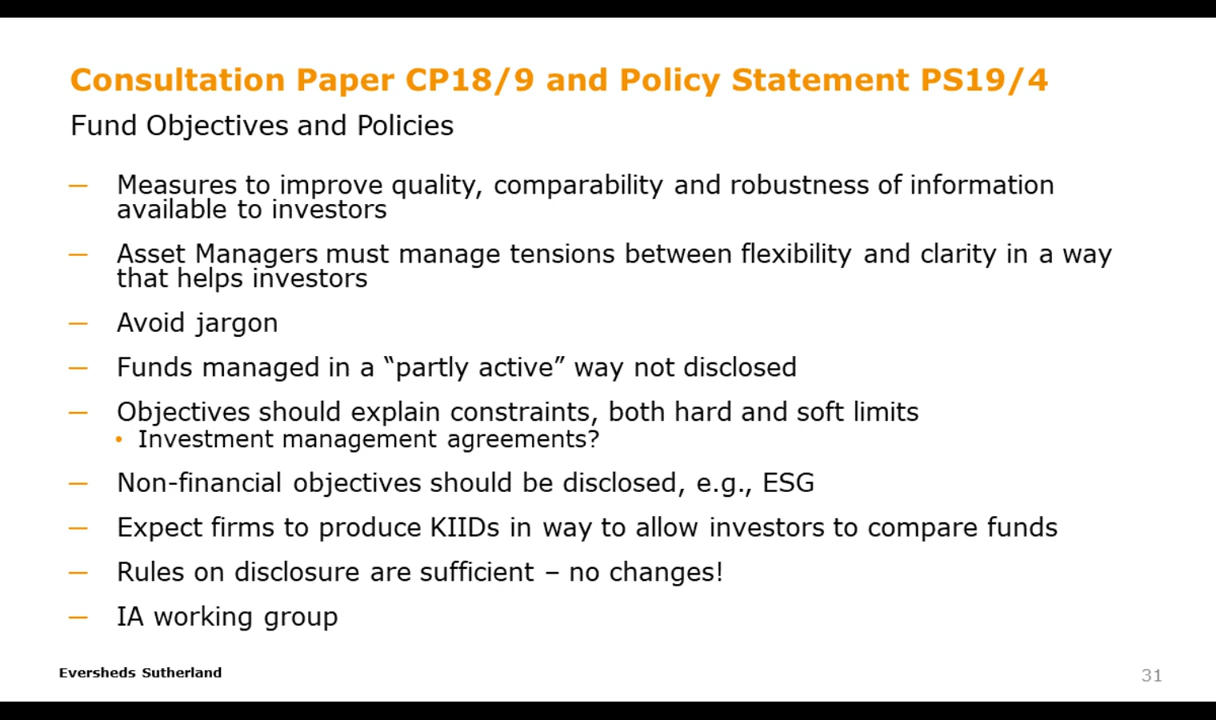 Consultation Paper CP18/9 and Policy Statement PS19/4
Fund Objectives and Policies
— Measures to improve quality, comparability and robustness of information
available to investors
— Asset Managers must manage tensions between flexibility and clarity in a way
that helps investors
— Avoid jargon
— Funds managed in a “partly active” way not disclosed
— Objectives should explain constraints, both hard and soft limits
• Investment management agreements?
— Non-financial objectives should be disclosed, e.g., ESG
— Expect firms to produce KIIDs in way to allow investors to compare funds
— Rules on disclosure are sufficient – no changes!
— IA working group
Eversheds Sutherland
31